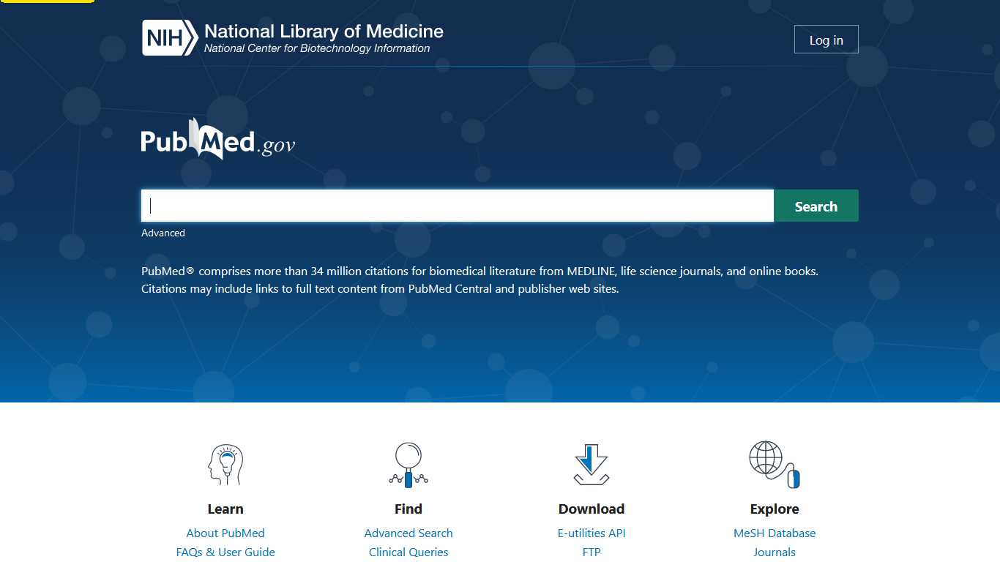 NIH National Library of Medicine
National Center for Biotechnology Information
Log in
PubMed.gov
Search
Advanced
PubMed® comprises more than 34 million citations for biomedical literature from MEDLINE, life science journals, and online books.
Citations may include links to full text content from PubMed Central and publisher web sites.
Learn
About PubMed
FAQs & User Guide
Find
Advanced Search
Clinical Queries
Download
E-utilities API
FTP
Explore
MeSH Database
Journals